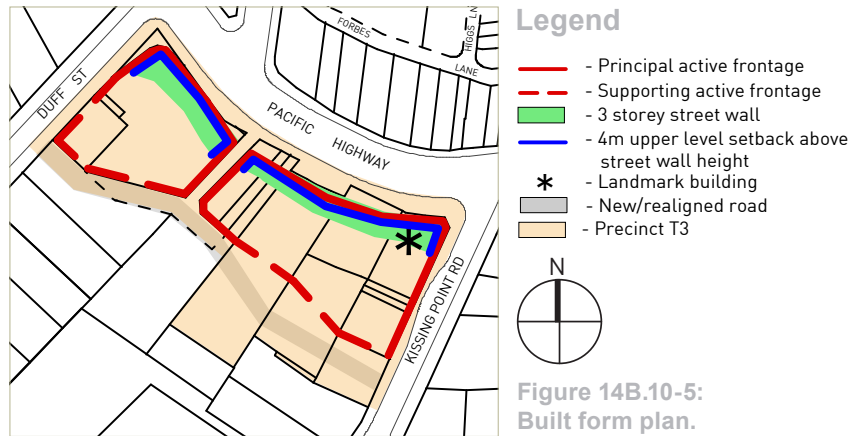 FORBES
LANE
HIGGS LN
DUFF ST
PACIFIC HIGHWAY
KISSING POINT RD
Legend
- Principal active frontage
- Supporting active frontage
- 3 storey street wall
- 4m upper level setback above
street wall height
- Landmark building
- New/realigned road
- Precinct T3
N
Figure 14B.10-5:
Built form plan.